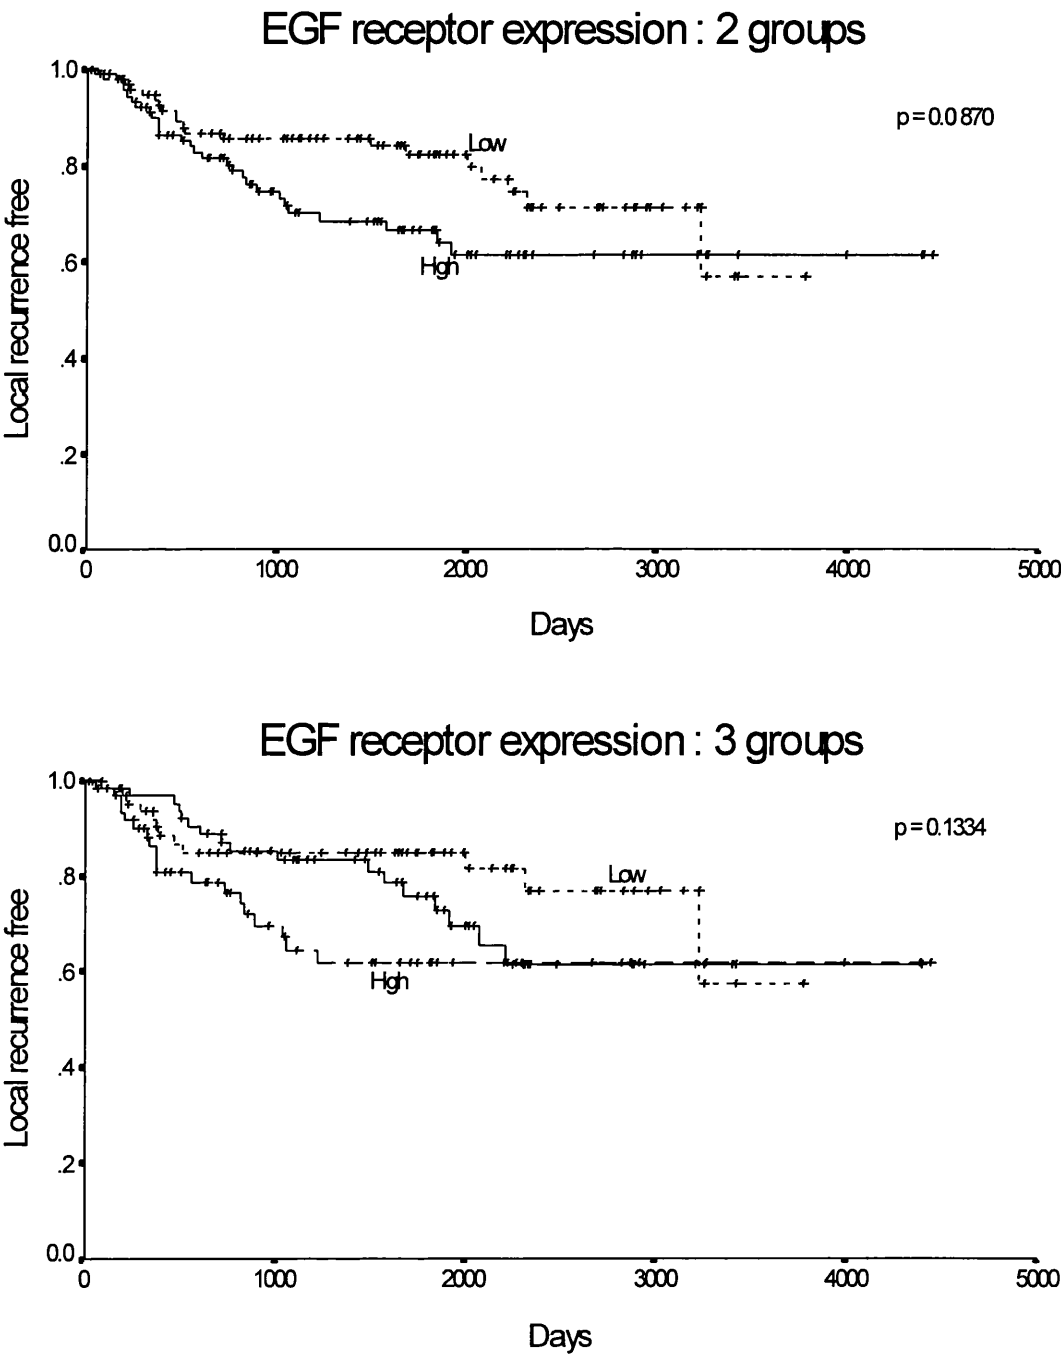 EGF receptor expression : 2 groups
1.0
p = 0.0870
Low
.8
High
.6
.4
.2
0.0
Local recurrence free
0 1000 2000 3000 4000 5000
Days
EGF receptor expression : 3 groups
1.0
p = 0.1334
Low
.8
High
.6
.4
.2
0.0
Local recurrence free
0 1000 2000 3000 4000 5000
Days